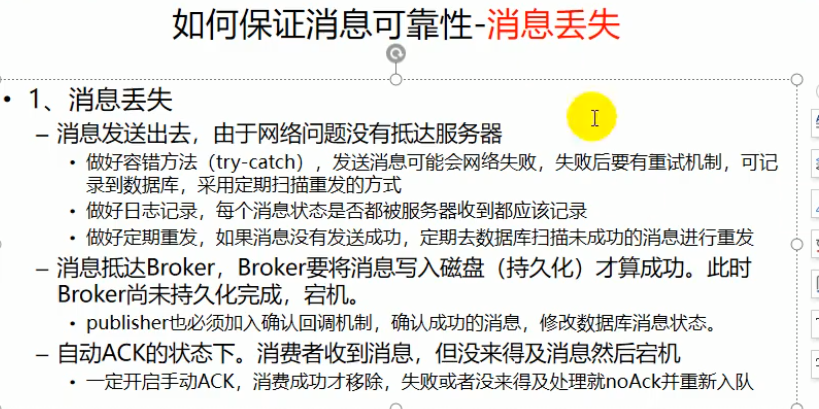 如何保证消息可靠性-消息丢失
• 1、消息丢失
– 消息发送出去，由于网络问题没有抵达服务器
• 做好容错方法（try-catch），发送消息可能会网络失败，失败后要有重试机制，可记
录到数据库，采用定期扫描重发的方式
• 做好日志记录，每个消息状态是否都被服务器收到都应该记录
• 做好定期重发，如果消息没有发送成功，定期去数据库扫描未成功的消息进行重发
– 消息抵达Broker，Broker要将消息写入磁盘（持久化）才算成功。此时
Broker尚未持久化完成，宕机。
• publisher也必须加入确认回调机制，确认成功的消息，修改数据库消息状态。
– 自动ACK的状态下。消费者收到消息，但没来得及消息然后宕机
• 一定开启手动ACK，消费成功才移除，失败或者没来得及处理就noAck并重新入队